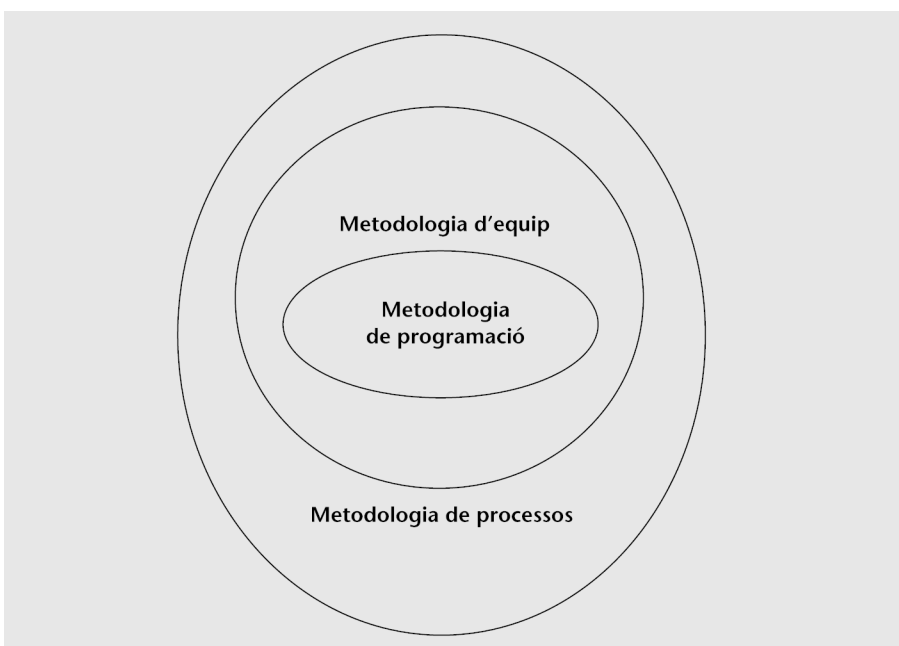 Metodologia d’equip
Metodologia
de programació
Metodologia de processos